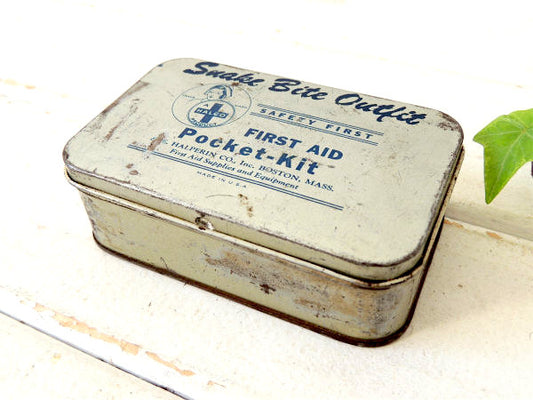 Snake Bite Outfit
HALCO
SAFETY FIRST
FIRST AID
Pocket-Kit
HALPERIN CO., Inc. BOSTON, MASS.
First Aid Supplies and Equipment
MADE IN U.S.A.